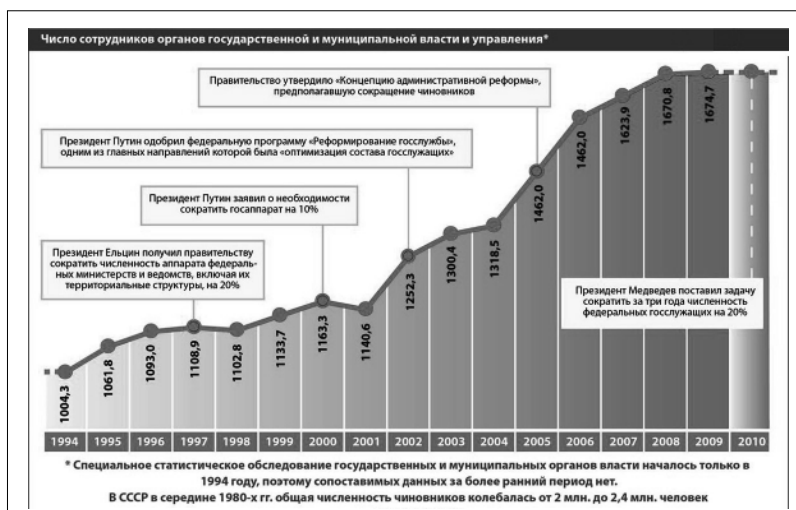 Число сотрудников органов государственной и муниципальной власти и управления*
Правительство утвердило «Концепцию административной реформы»,
предполагавшую сокращение чиновников
Президент Путин одобрил федеральную программу «Реформирование госслужбы»,
одним из главных направлений которой была «оптимизация состава госслужащих»
Президент Путин заявил о необходимости
сократить госаппарат на 10%
Президент Ельцин получил правительству
сократить численность аппарата федераль-
ных министерств и ведомств, включая их
территориальные структуры, на 20%
Президент Медведев поставил задачу
сократить за три года численность
федеральных госслужащих на 20%
1004,3
1061,8
1093,0
1108,9
1102,8
1133,7
1163,3
1140,6
1252,3
1300,4
1318,5
1462,0
1462,0
1623,9
1670,8
1674,7
1994 1995 1996 1997 1998 1999 2000 2001 2002 2003 2004 2005 2006 2007 2008 2009 2010
* Специальное статистическое обследование государственных и муниципальных органов власти началось только в
1994 году, поэтому сопоставимых данных за более ранний период нет.
В СССР в середине 1980-х гг. общая численность чиновников колебалась от 2 млн. до 2,4 млн. человек